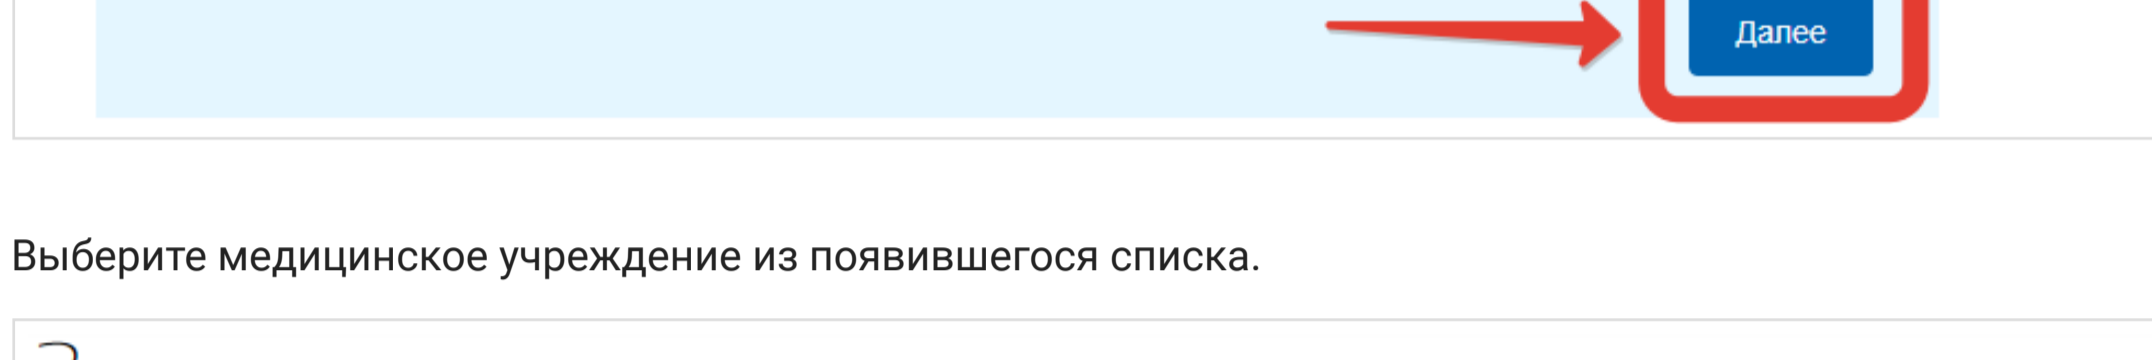 Далее
Выберите медицинское учреждение из появившегося списка.